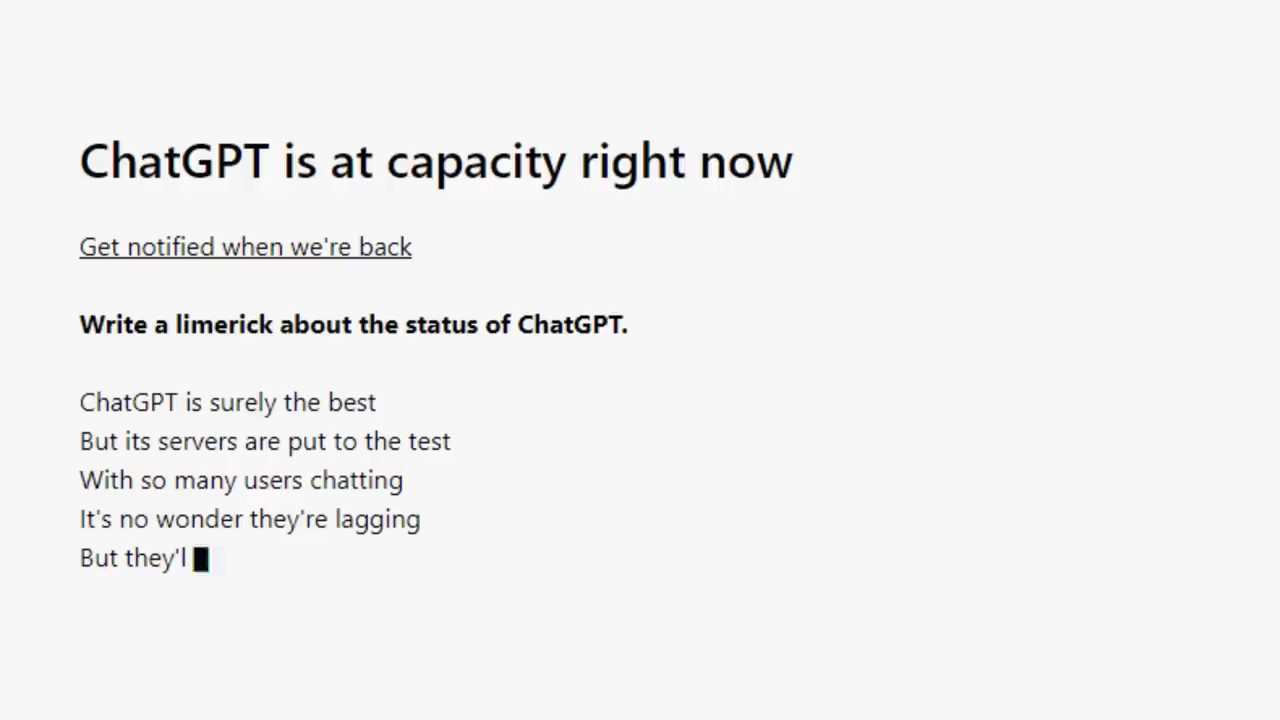 ChatGPT is at capacity right now
Get notified when we're back
Write a limerick about the status of ChatGPT.
ChatGPT is surely the best
But its servers are put to the test
With so many users chatting
It's no wonder they're lagging
But they'l